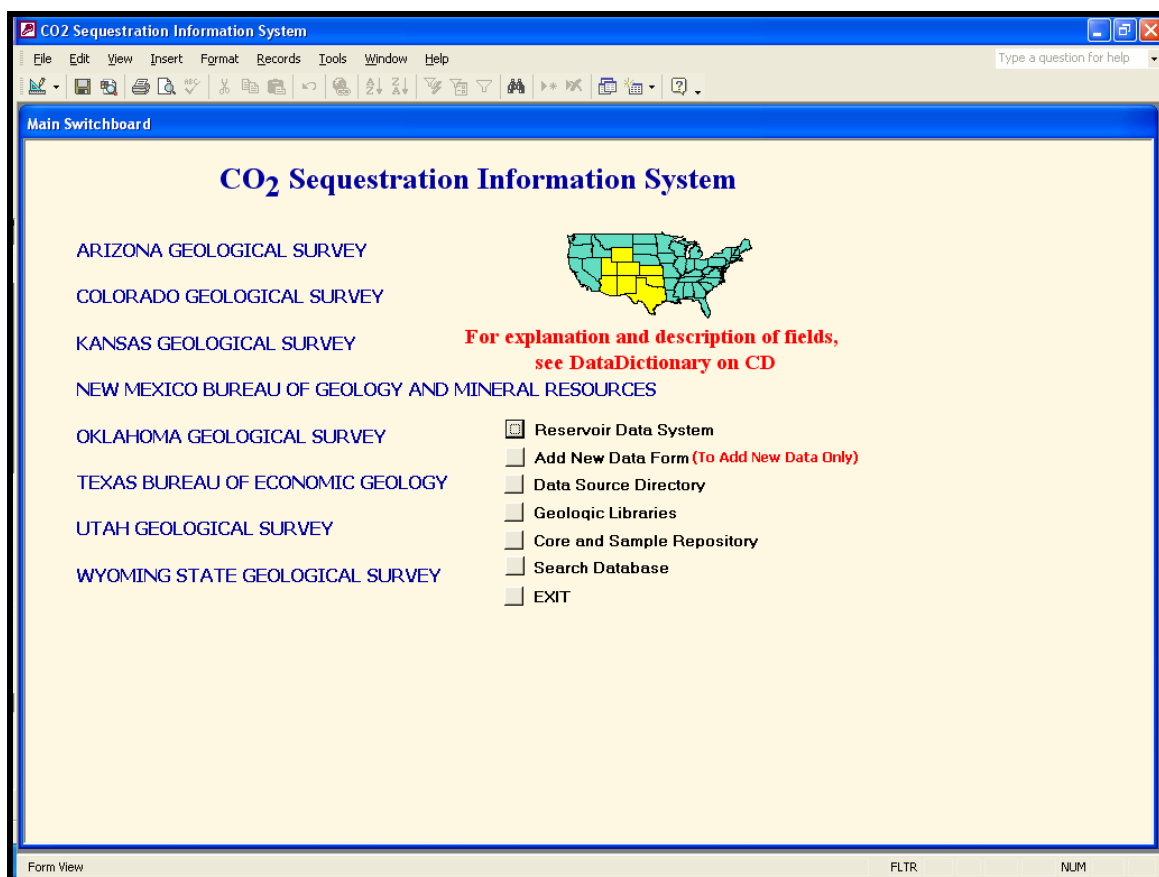 CO2 Sequestration Information System
File Edit View Insert Format Records Tools Window Help
Type a question for help
Main Switchboard
CO2 Sequestration Information System
ARIZONA GEOLOGICAL SURVEY
COLORADO GEOLOGICAL SURVEY
KANSAS GEOLOGICAL SURVEY
NEW MEXICO BUREAU OF GEOLOGY AND MINERAL RESOURCES
OKLAHOMA GEOLOGICAL SURVEY
TEXAS BUREAU OF ECONOMIC GEOLOGY
UTAH GEOLOGICAL SURVEY
WYOMING STATE GEOLOGICAL SURVEY
For explanation and description of fields,
see DataDictionary on CD
Reservoir Data System
Add New Data Form (To Add New Data Only)
Data Source Directory
Geologic Libraries
Core and Sample Repository
Search Database
EXIT
Form View
FLTR
NUM